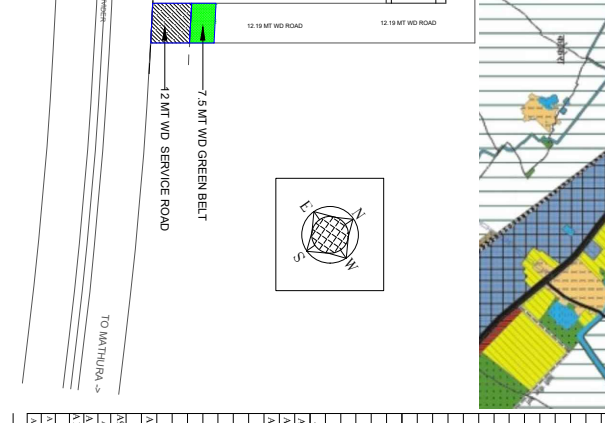 12.19 MT WD ROAD
12.19 MT WD ROAD
12 MT WD SERVICE ROAD
7.5 MT WD GREEN BELT
E
N
S
W
TO MATHURA ->
A
A
A
A
A
A
A
A
A